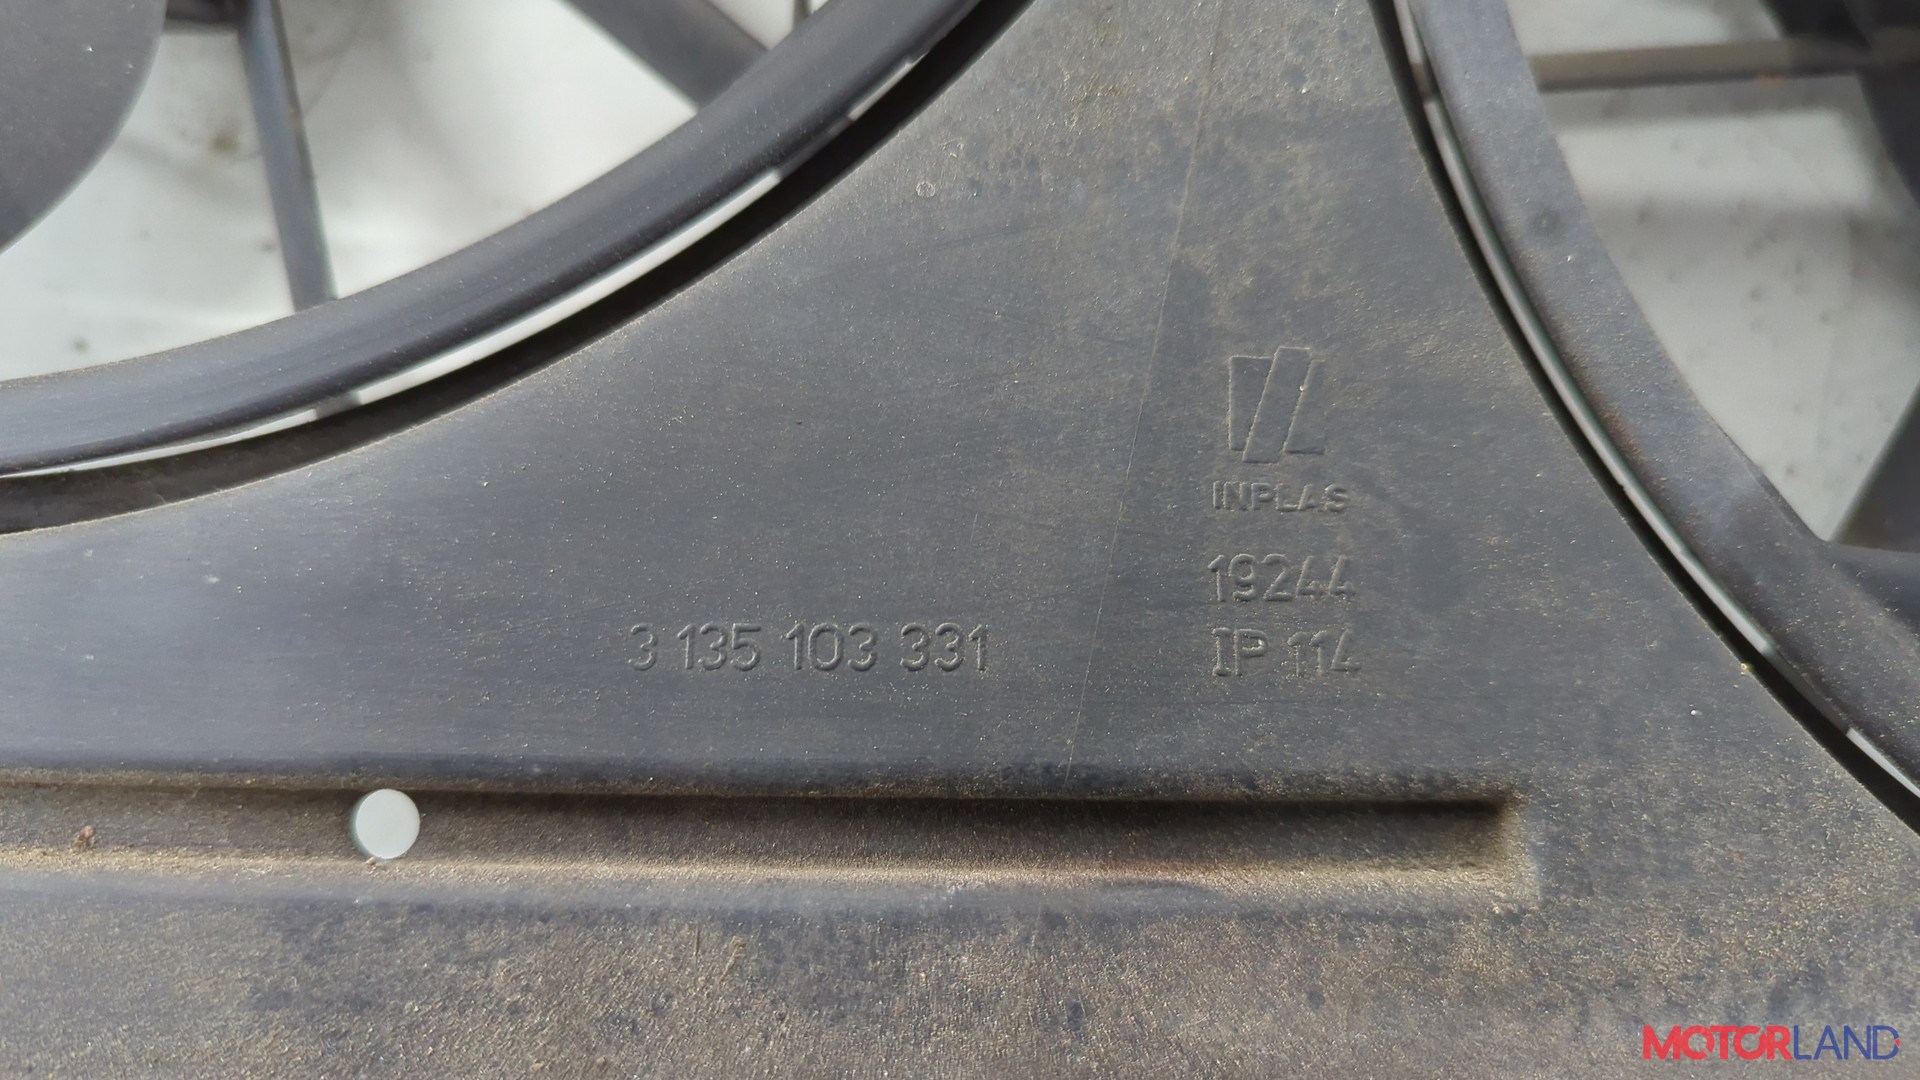 INPLAS
19244
3 135 103 331
IP 114
MOTORLAND